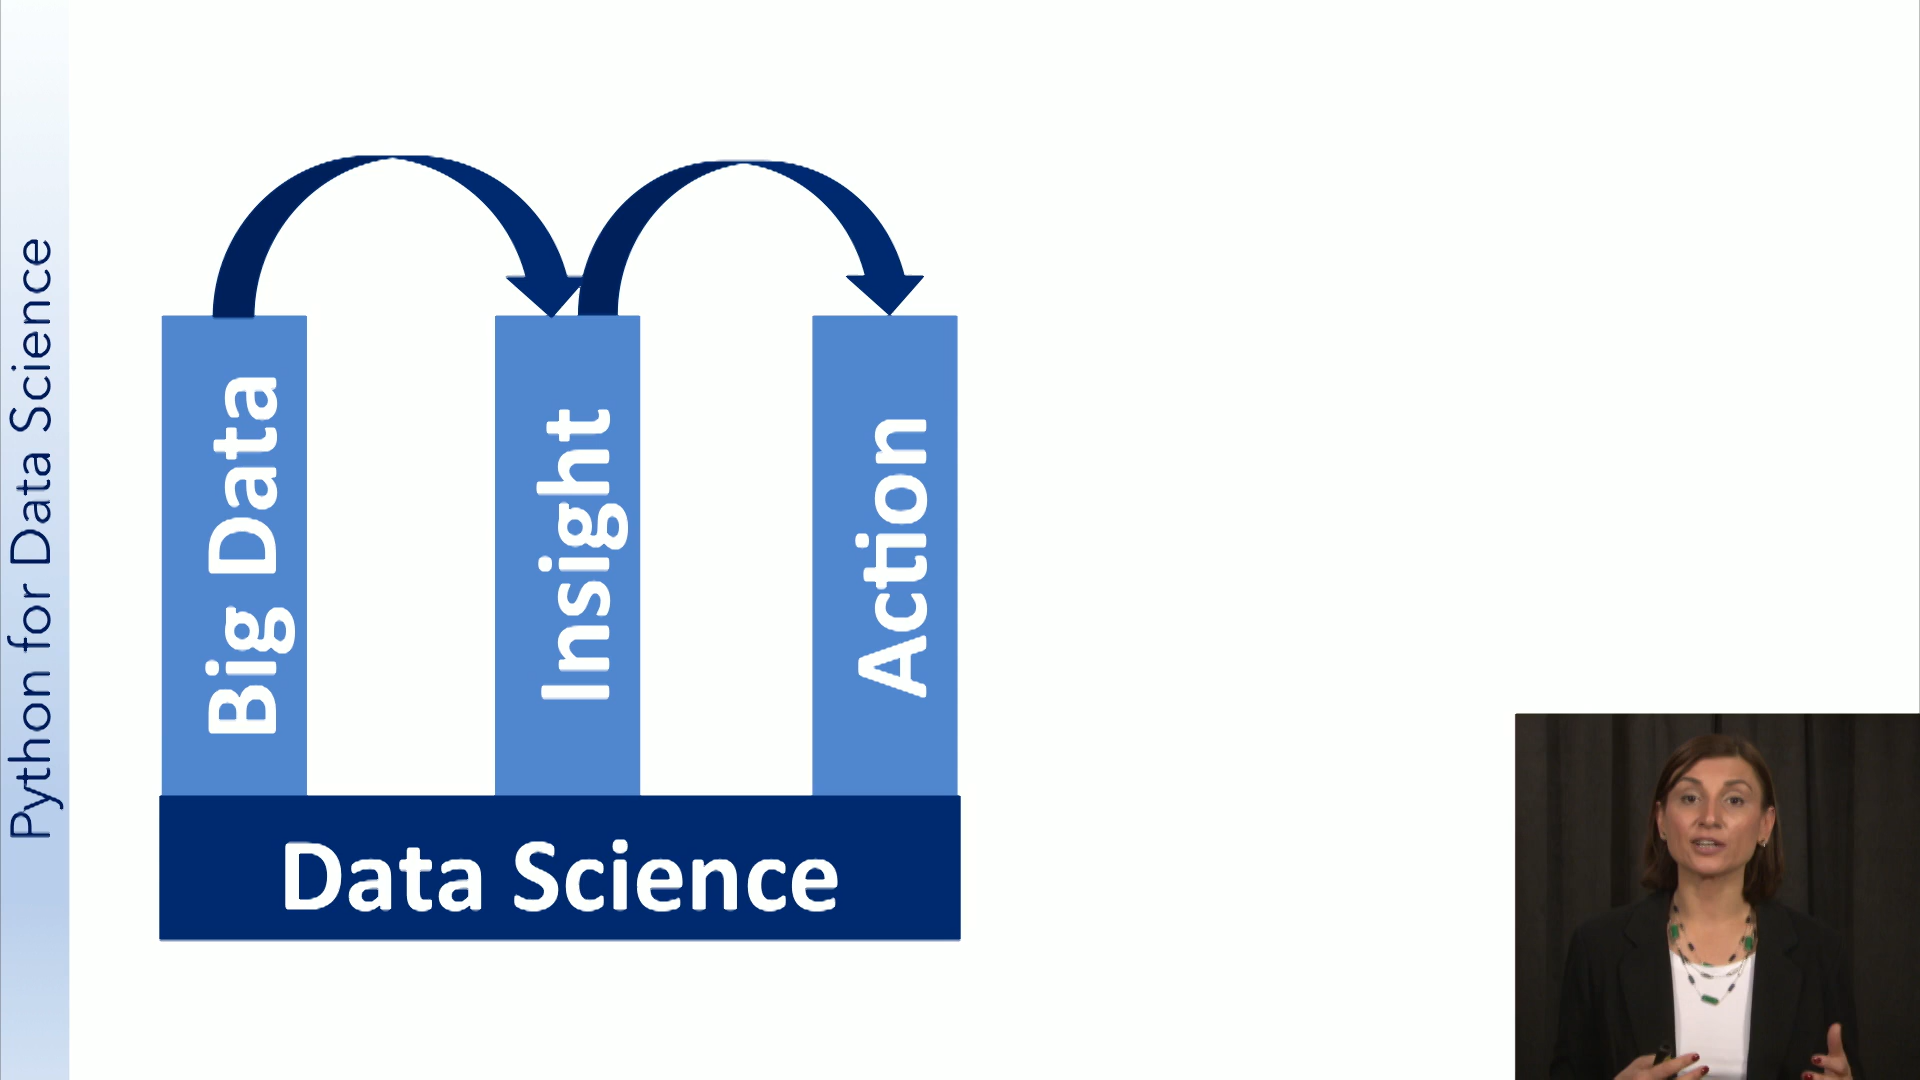 Python for Data Science
Big Data
Insight
Action
Data Science